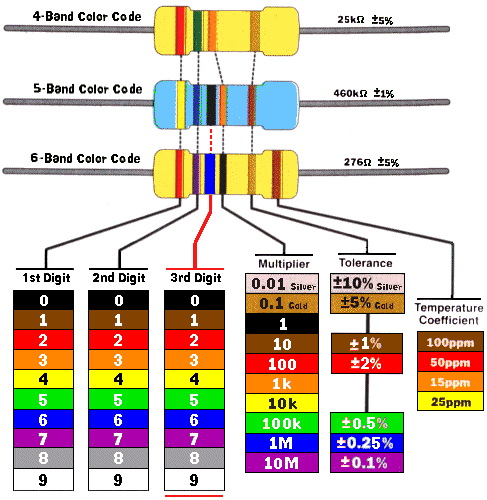 4-Band Color Code
25kΩ ±5%
5-Band Color Code
460kΩ ±1%
6-Band Color Code
276Ω ±5%
1st Digit
2nd Digit
3rd Digit
Multiplier
Tolerance
Temperature
Coefficient
0 0 0
1 1 1
2 2 2
3 3 3
4 4 4
5 5 5
6 6 6
7 7 7
8 8 8
9 9 9
0.01 Silver
0.1 Gold
1
10
100
1k
10k
100k
1M
10M
±10% Silver
±5% Gold
±1%
±2%
±0.5%
±0.25%
±0.1%
100ppm
50ppm
15ppm
25ppm